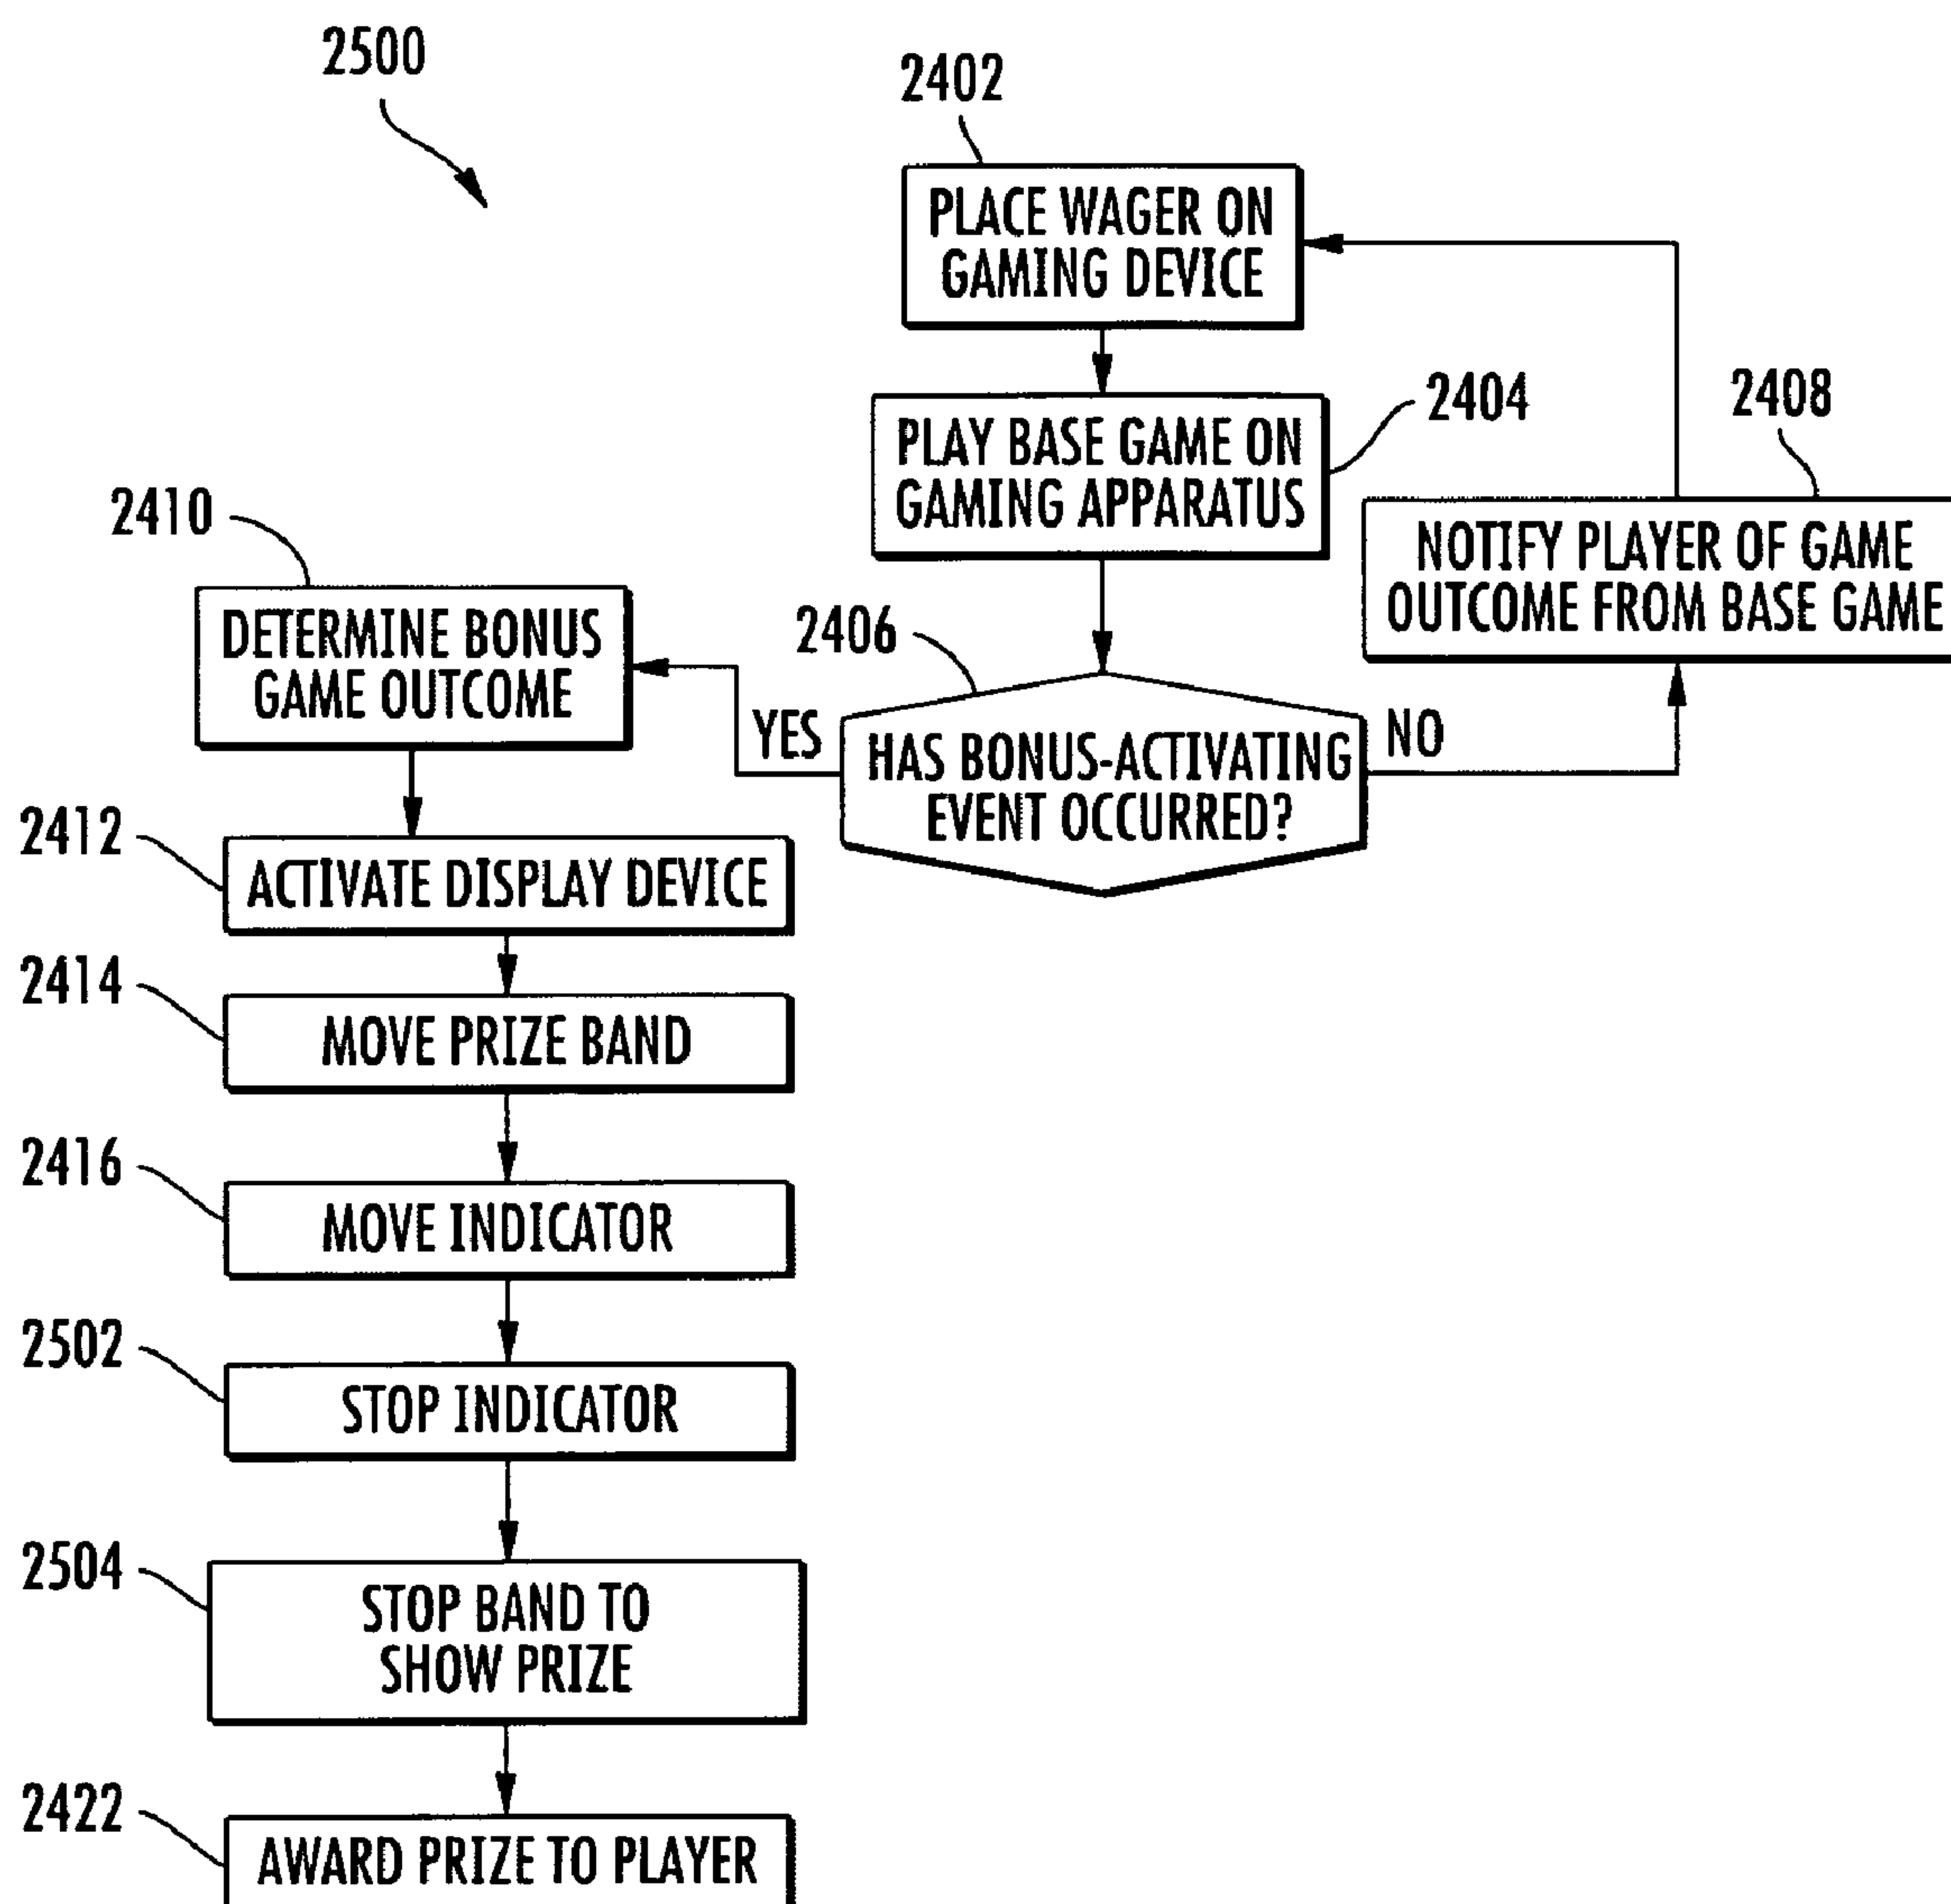 2500
2402
PLACE WAGER ON
GAMING DEVICE
2404
PLAY BASE GAME ON
GAMING APPARATUS
2408
NOTIFY PLAYER OF GAME
OUTCOME FROM BASE GAME
2406
HAS BONUS-ACTIVATING
EVENT OCCURRED?
YES
NO
2410
DETERMINE BONUS
GAME OUTCOME
2412
ACTIVATE DISPLAY DEVICE
2414
MOVE PRIZE BAND
2416
MOVE INDICATOR
2502
STOP INDICATOR
2504
STOP BAND TO
SHOW PRIZE
2422
AWARD PRIZE TO PLAYER